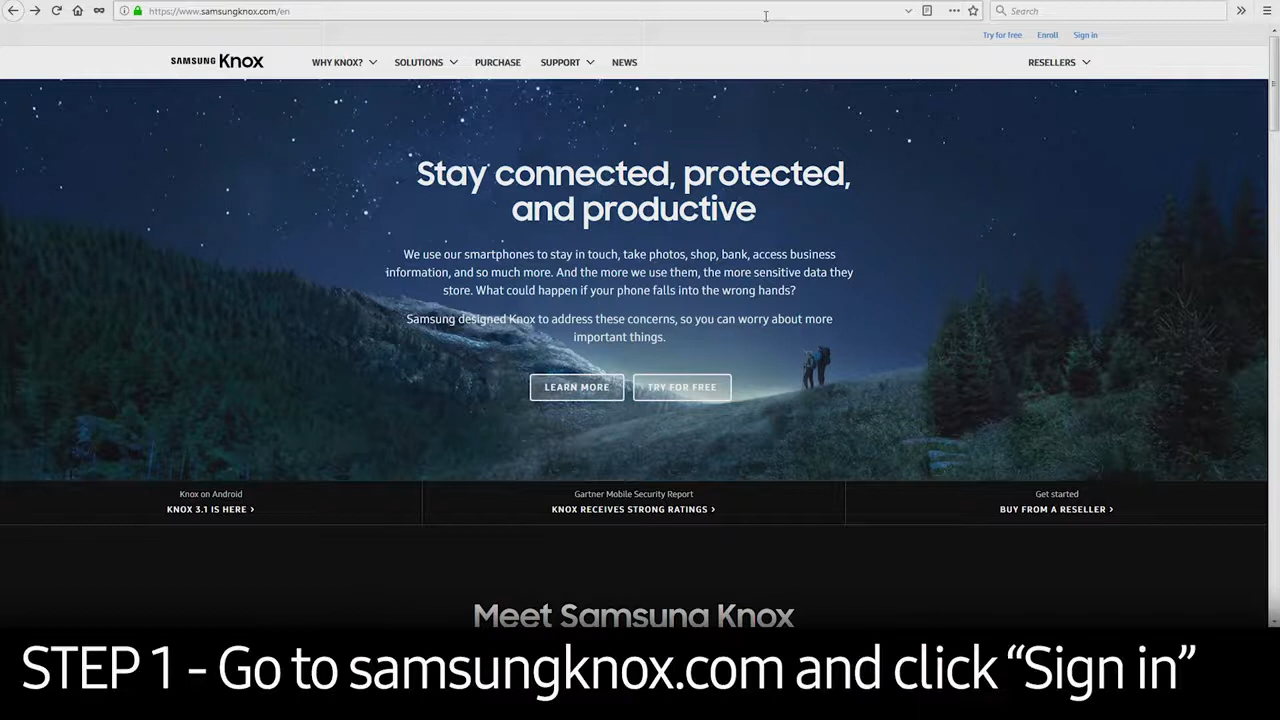 https://www.samsungknox.com/en
Search
Try for free Enroll Sign in
SAMSUNG Knox WHY KNOX? SOLUTIONS PURCHASE SUPPORT NEWS RESELLERS
Stay connected, protected,
and productive
We use our smartphones to stay in touch, take photos, shop, bank, access business
information, and so much more. And the more we use them, the more sensitive data they
store. What could happen if your phone falls into the wrong hands?
Samsung designed Knox to address these concerns, so you can worry about more
important things.
LEARN MORE TRY FOR FREE
Knox on Android
KNOX 3.1 IS HERE >
Gartner Mobile Security Report
KNOX RECEIVES STRONG RATINGS >
Get started
BUY FROM A RESELLER >
Meet Samsung Knox
STEP 1 - Go to samsungknox.com and click “Sign in”